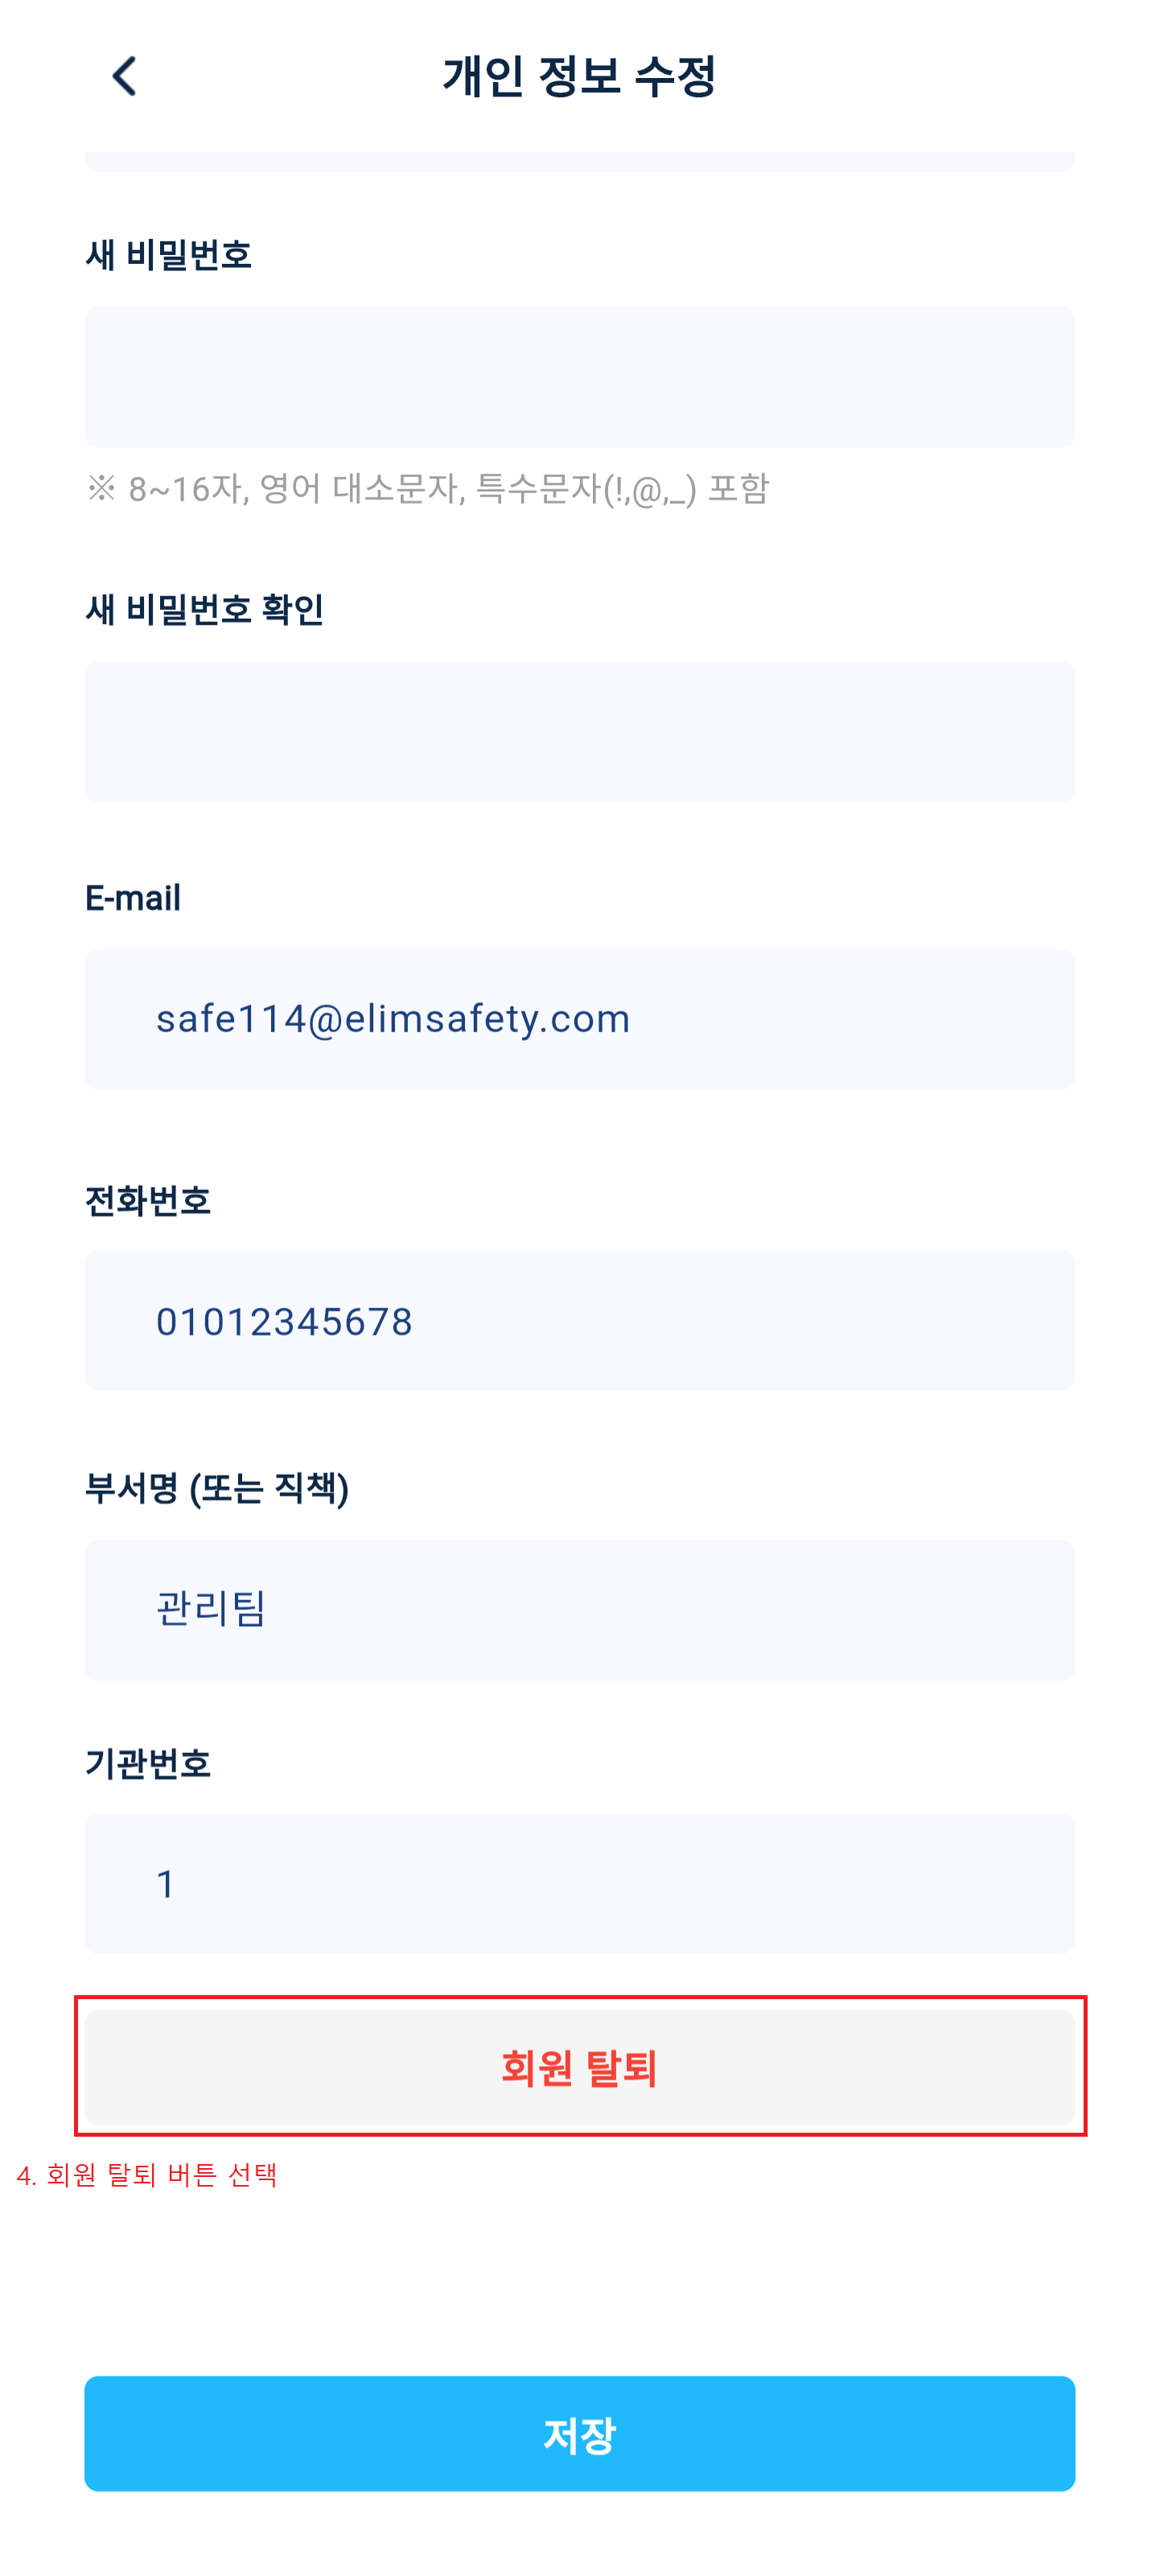 개인 정보 수정
새 비밀번호
※ 8~16자, 영어 대소문자, 특수문자(!,@,_) 포함
새 비밀번호 확인
E-mail
safe114@elimsafety.com
전화번호
01012345678
부서명 (또는 직책)
관리팀
기관번호
1
회원 탈퇴
4. 회원 탈퇴 버튼 선택
저장